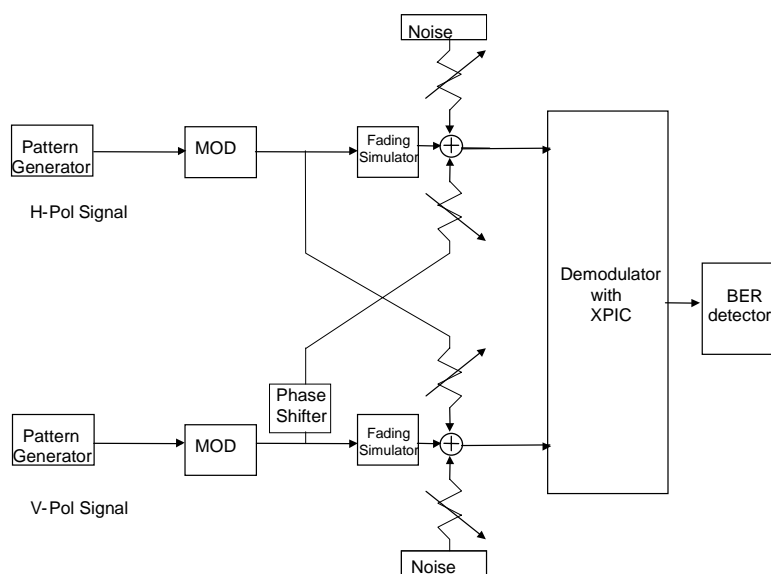 Noise
Pattern
Generator
MOD
Fading
Simulator
H-Pol Signal
Demodulator
with
XPIC
BER
detector
Phase
Shifter
Pattern
Generator
MOD
Fading
Simulator
V-Pol Signal
Noise